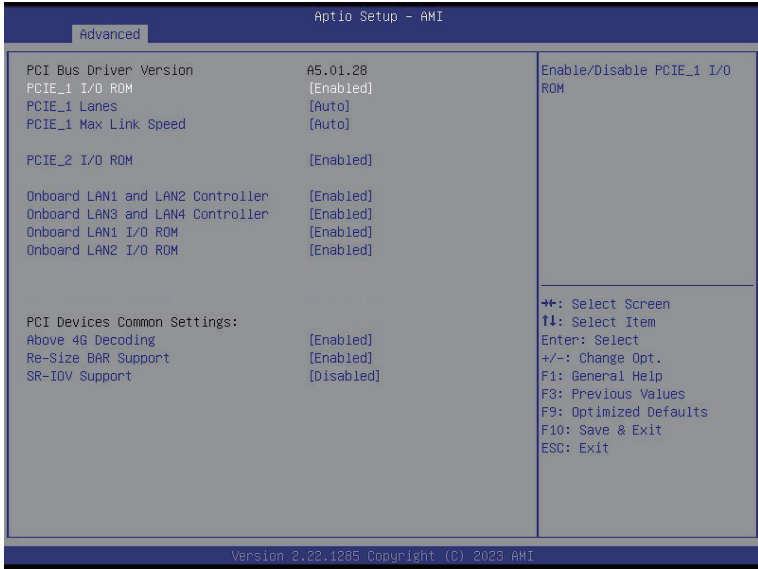 Aptio Setup – AMI
Advanced
PCI Bus Driver Version A5.01.28
PCIE_1 I/O ROM [Enabled]
PCIE_1 Lanes [Auto]
PCIE_1 Max Link Speed [Auto]
PCIE_2 I/O ROM [Enabled]
Onboard LAN1 and LAN2 Controller [Enabled]
Onboard LAN3 and LAN4 Controller [Enabled]
Onboard LAN1 I/O ROM [Enabled]
Onboard LAN2 I/O ROM [Enabled]
PCI Devices Common Settings:
Above 4G Decoding [Enabled]
Re-Size BAR Support [Enabled]
SR-IOV Support [Disabled]
Enable/Disable PCIE_1 I/O
ROM
→←: Select Screen
↑↓: Select Item
Enter: Select
+/-: Change Opt.
F1: General Help
F3: Previous Values
F9: Optimized Defaults
F10: Save & Exit
ESC: Exit
Version 2.22.1285 Copyright (C) 2023 AMI